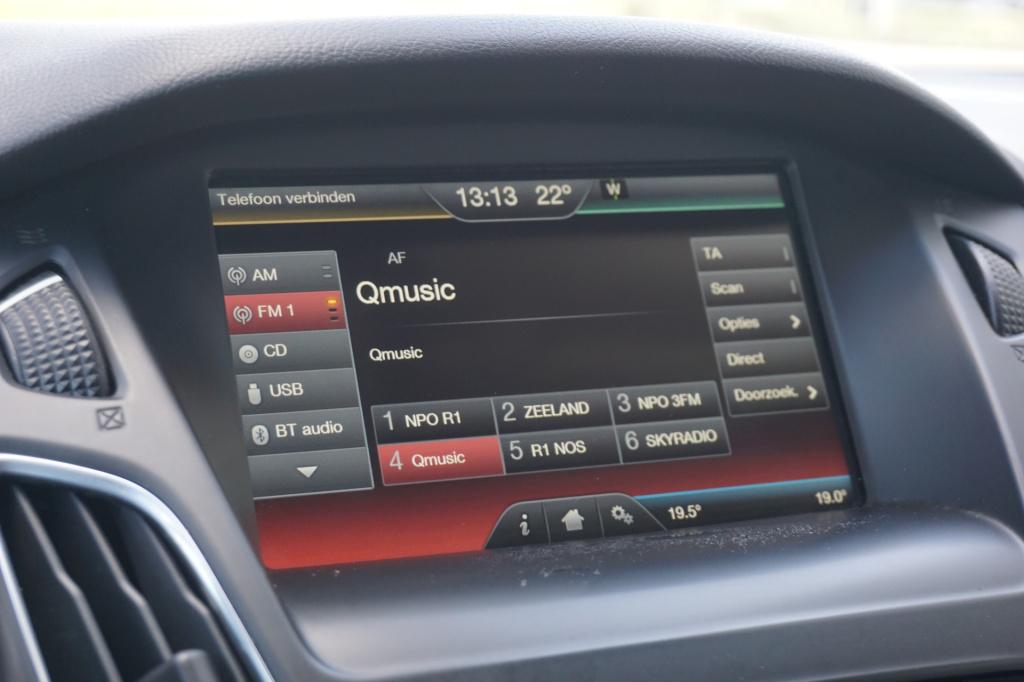 Telefoon verbinden
13:13 22°
W
AF
Qmusic
Qmusic
AM
FM 1
CD
USB
BT audio
TA
Scan
Opties
Direct
Doorzoek.
1 NPO R1
2 ZEELAND
3 NPO 3FM
4 Qmusic
5 R1 NOS
6 SKYRADIO
i
19.5°
19.0°